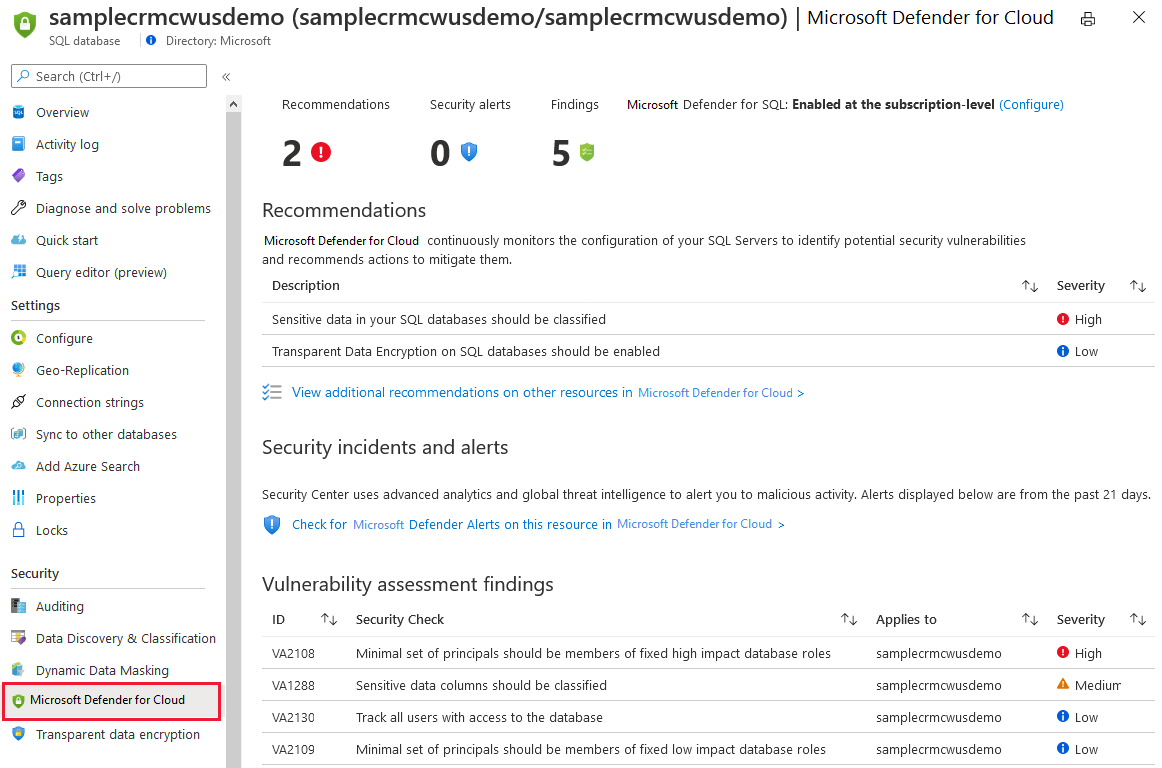 samplecrmcwusdemo (samplecrmcwusdemo/samplecrmcwusdemo) | Microsoft Defender for Cloud
SQL database
Directory: Microsoft
Search (Ctrl+/)
«
Overview
Activity log
Tags
Diagnose and solve problems
Quick start
Query editor (preview)
Settings
Configure
Geo-Replication
Connection strings
Sync to other databases
Add Azure Search
Properties
Locks
Security
Auditing
Data Discovery & Classification
Dynamic Data Masking
Microsoft Defender for Cloud
Transparent data encryption
Recommendations Security alerts Findings Microsoft Defender for SQL: Enabled at the subscription-level (Configure)
2 0 5
Recommendations
Microsoft Defender for Cloud continuously monitors the configuration of your SQL Servers to identify potential security vulnerabilities
and recommends actions to mitigate them.
Description Severity
Sensitive data in your SQL databases should be classified High
Transparent Data Encryption on SQL databases should be enabled Low
View additional recommendations on other resources in Microsoft Defender for Cloud >
Security incidents and alerts
Security Center uses advanced analytics and global threat intelligence to alert you to malicious activity. Alerts displayed below are from the past 21 days.
Check for Microsoft Defender Alerts on this resource in Microsoft Defender for Cloud >
Vulnerability assessment findings
ID Security Check Applies to Severity
VA2108 Minimal set of principals should be members of fixed high impact database roles samplecrmcwusdemo High
VA1288 Sensitive data columns should be classified samplecrmcwusdemo Medium
VA2130 Track all users with access to the database samplecrmcwusdemo Low
VA2109 Minimal set of principals should be members of fixed low impact database roles samplecrmcwusdemo Low